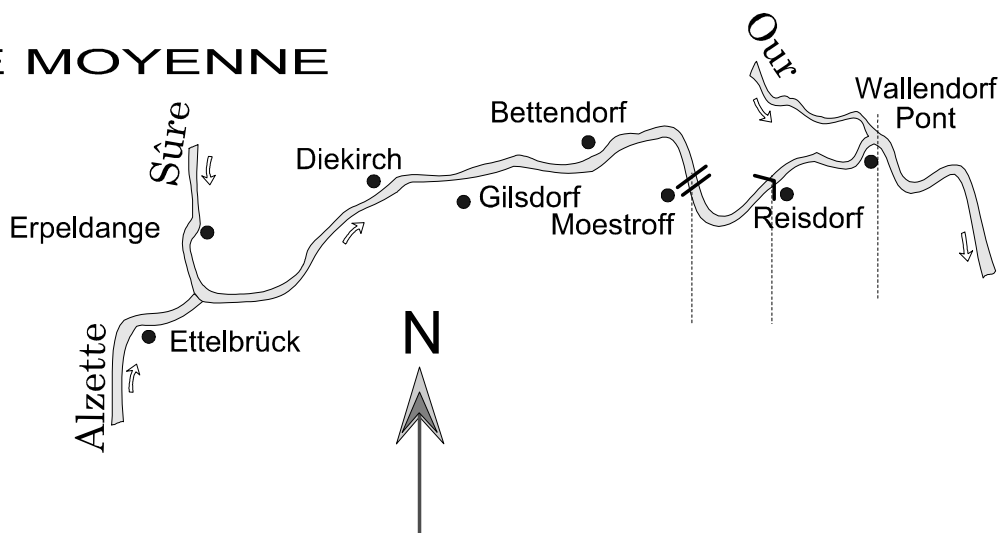 E MOYENNE
Our
Wallendorf
Pont
Bettendorf
Sûre
Diekirch
Gilsdorf
Moestroff
Reisdorf
Erpeldange
Ettelbrück
N
Alzette